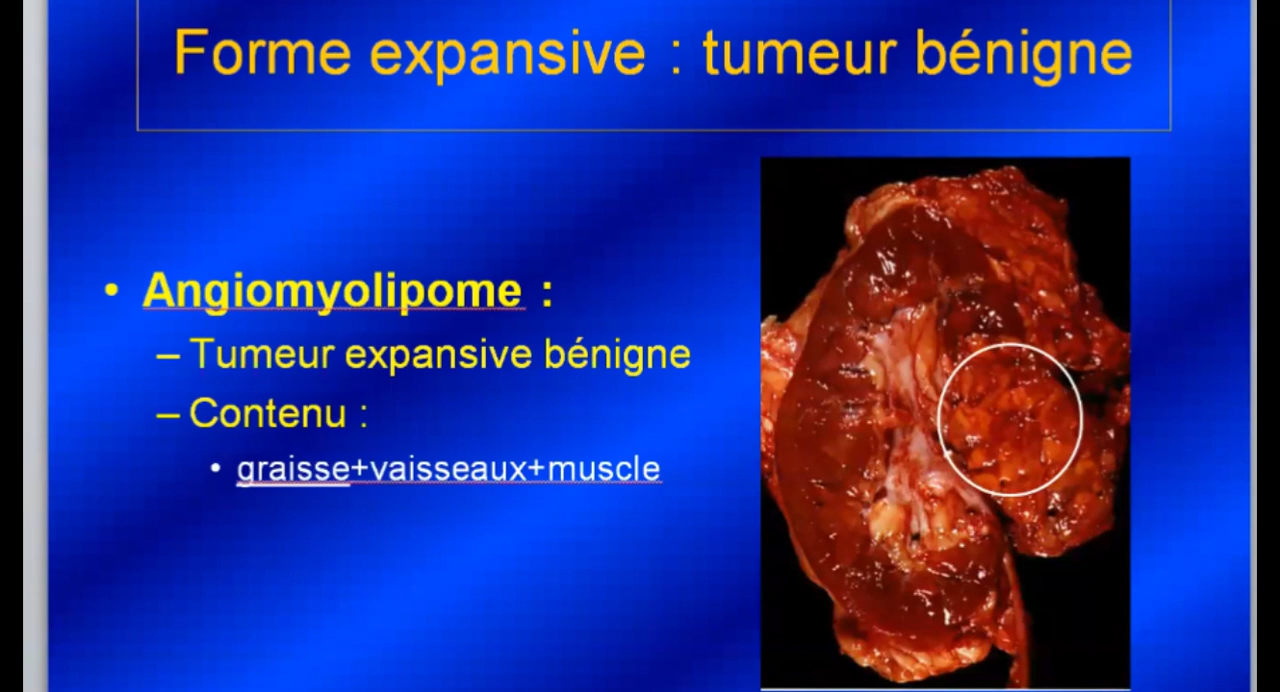 Forme expansive : tumeur bénigne
• Angiomyolipome :
– Tumeur expansive bénigne
– Contenu :
• graisse+vaisseaux+muscle